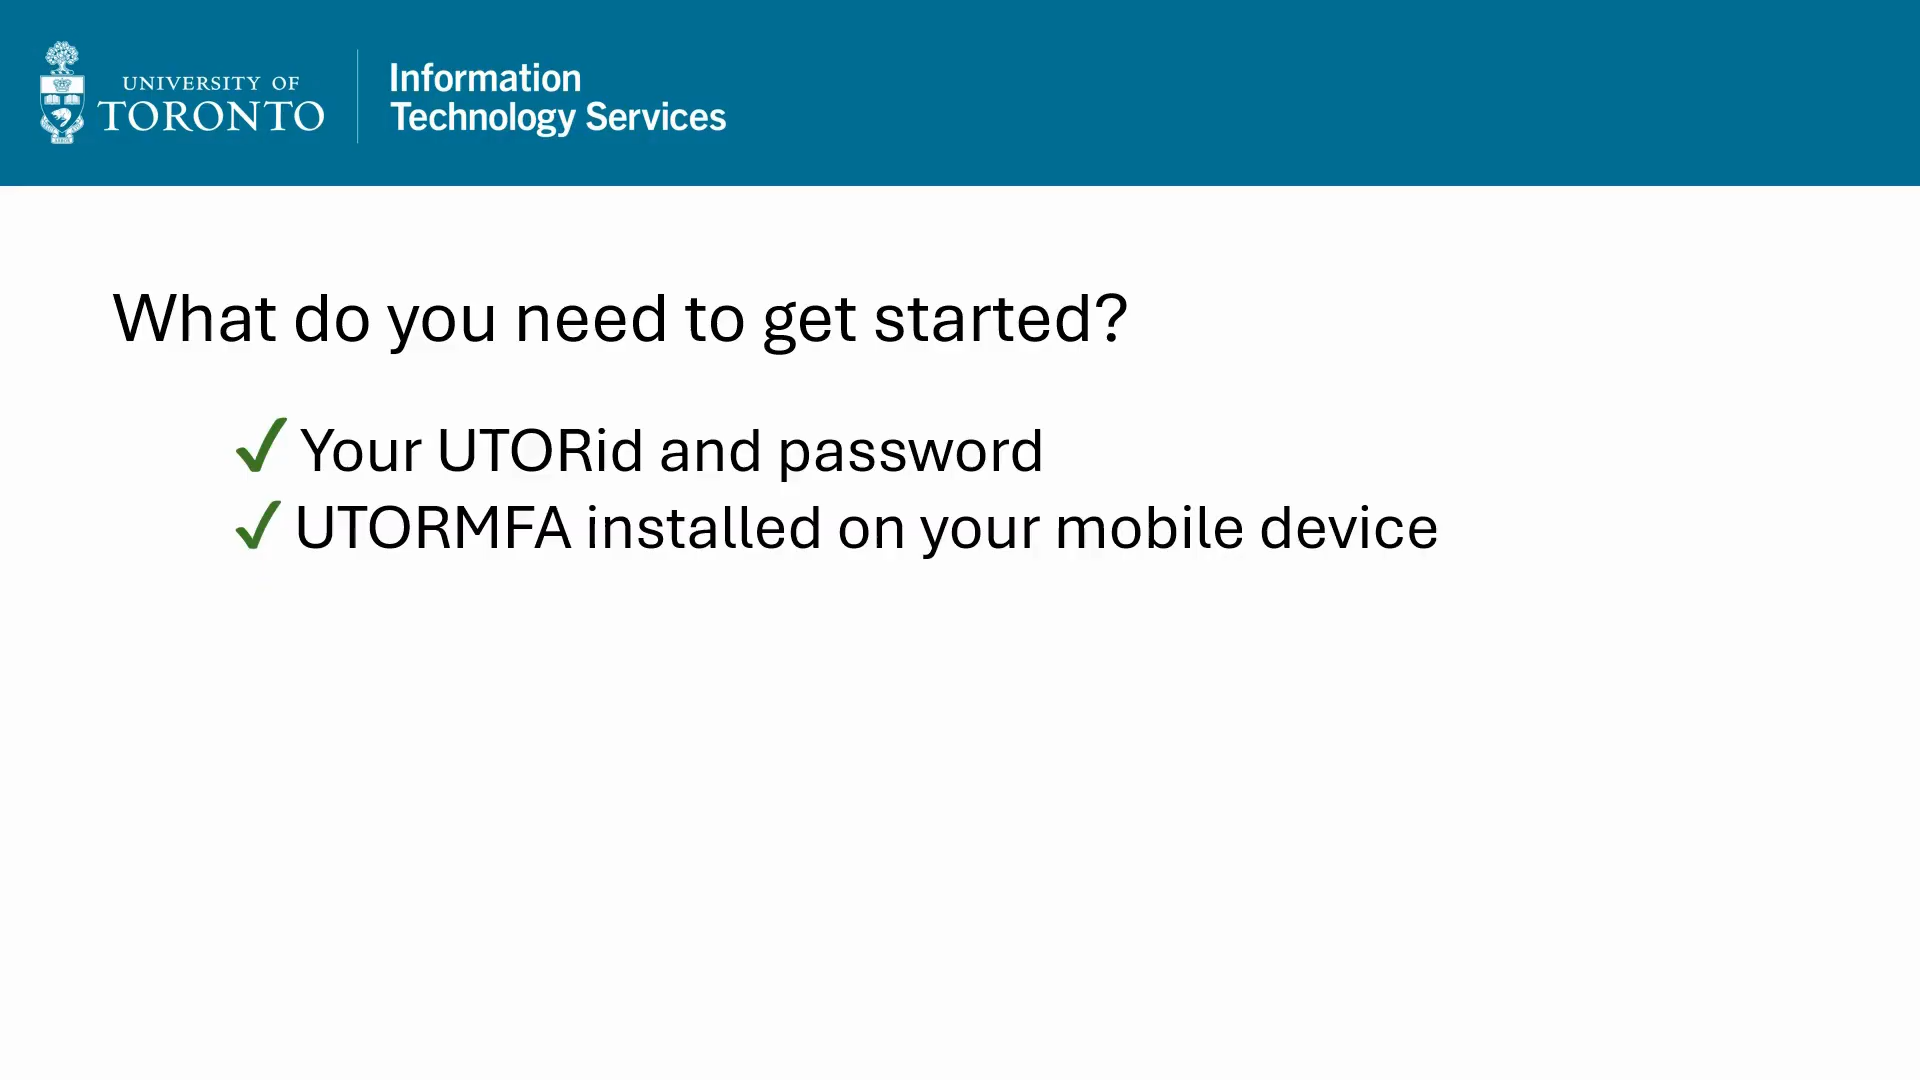 UNIVERSITY OF
TORONTO
Information
Technology Services
What do you need to get started?
✓ Your UTORid and password
✓ UTORMFA installed on your mobile device